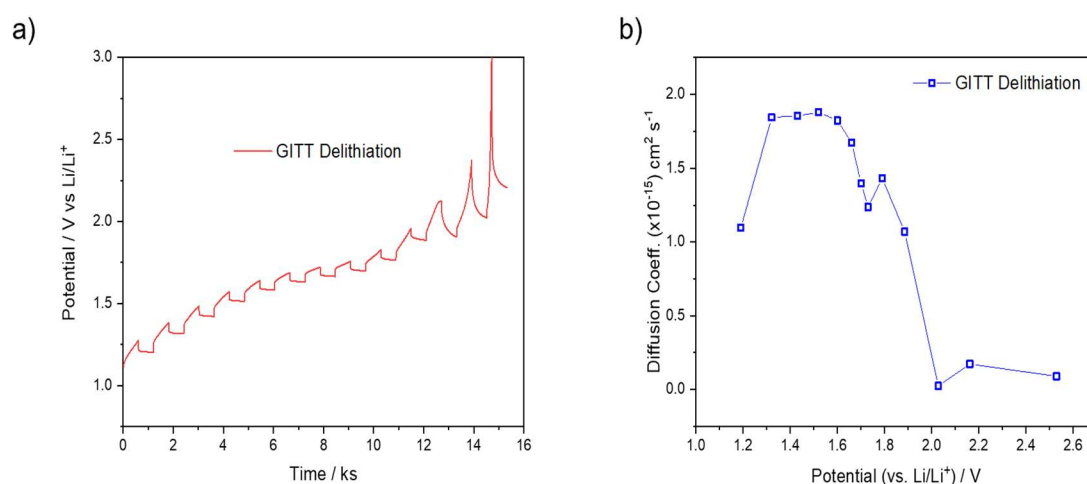 a)
3.0
2.5
2.0
1.5
1.0
Potential / V vs Li/Li⁺
GITT Delithiation
0 2 4 6 8 10 12 14 16
Time / ks
b)
2.0
1.5
1.0
0.5
0.0
Diffusion Coeff. (x10⁻¹⁵) cm² s⁻¹
GITT Delithiation
1.0 1.2 1.4 1.6 1.8 2.0 2.2 2.4 2.6
Potential (vs. Li/Li⁺) / V